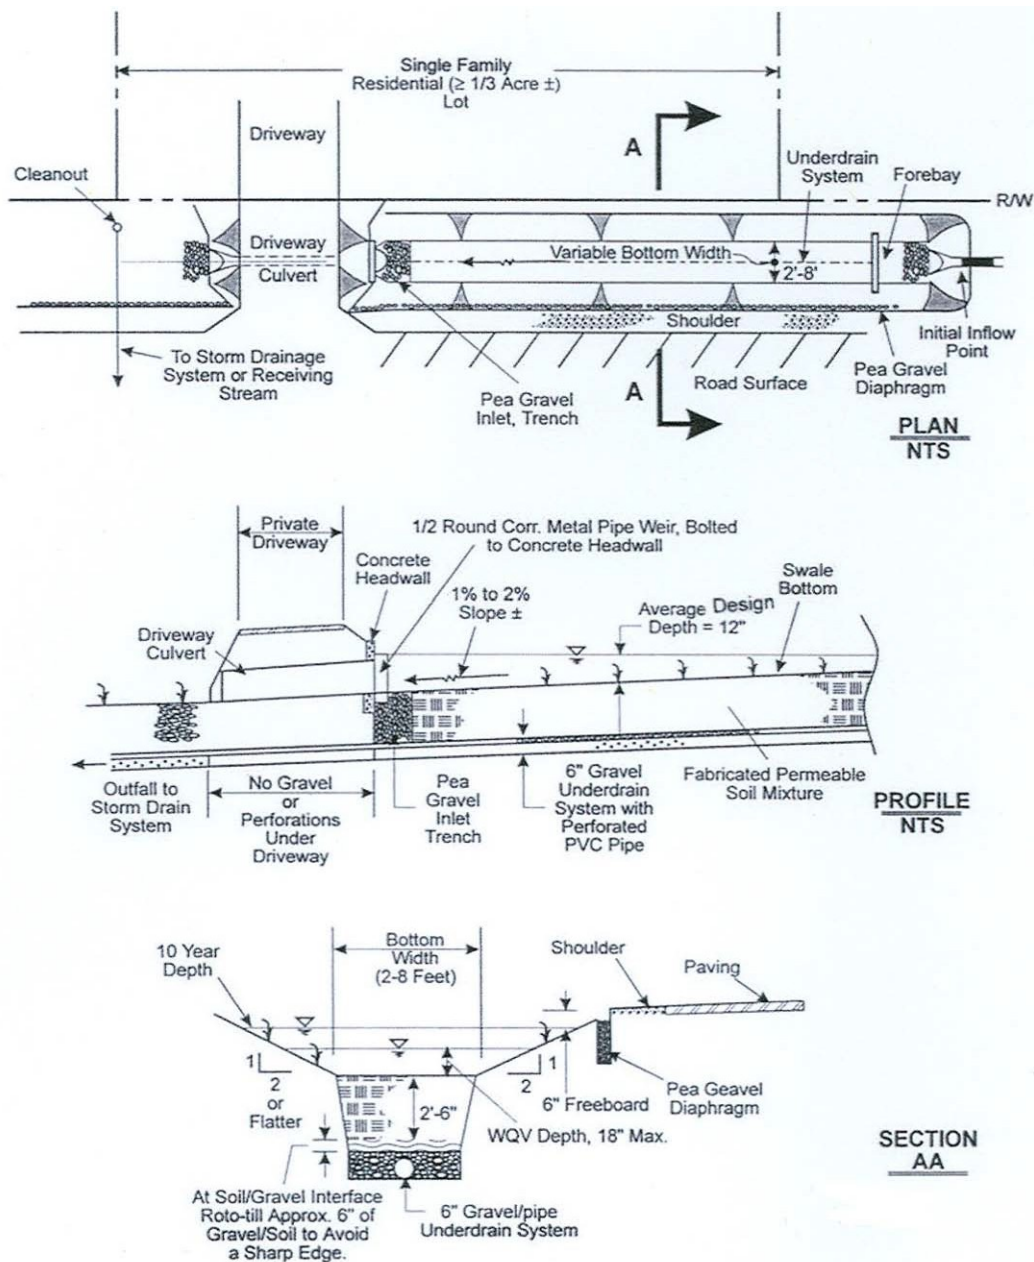 Single Family
Residential (≥ 1/3 Acre ±)
Lot
Driveway
A
Cleanout
Underdrain
System
Forebay
R/W
Driveway
Culvert
Variable Bottom Width
2'-8'
Shoulder
Initial Inflow
Point
To Storm Drainage
System or Receiving
Stream
Pea Gravel
Inlet, Trench
A
Road Surface
Pea Gravel
Diaphragm
PLAN
NTS
Private
Driveway
1/2 Round Corr. Metal Pipe Weir, Bolted
to Concrete Headwall
Concrete
Headwall
1% to 2%
Slope ±
Average Design
Depth = 12"
Swale
Bottom
Driveway
Culvert
Outfall to
Storm Drain
System
No Gravel
or
Perforations
Under
Driveway
Pea
Gravel
Inlet
Trench
6" Gravel
Underdrain
System with
Perforated
PVC Pipe
Fabricated Permeable
Soil Mixture
PROFILE
NTS
10 Year
Depth
Bottom
Width
(2-8 Feet)
Shoulder
Paving
1
2
or
Flatter
2'-6"
1
2
6" Freeboard
WQV Depth, 18" Max.
Pea Geavel
Diaphragm
At Soil/Gravel Interface
Roto-till Approx. 6" of
Gravel/Soil to Avoid
a Sharp Edge.
6" Gravel/pipe
Underdrain System
SECTION
AA